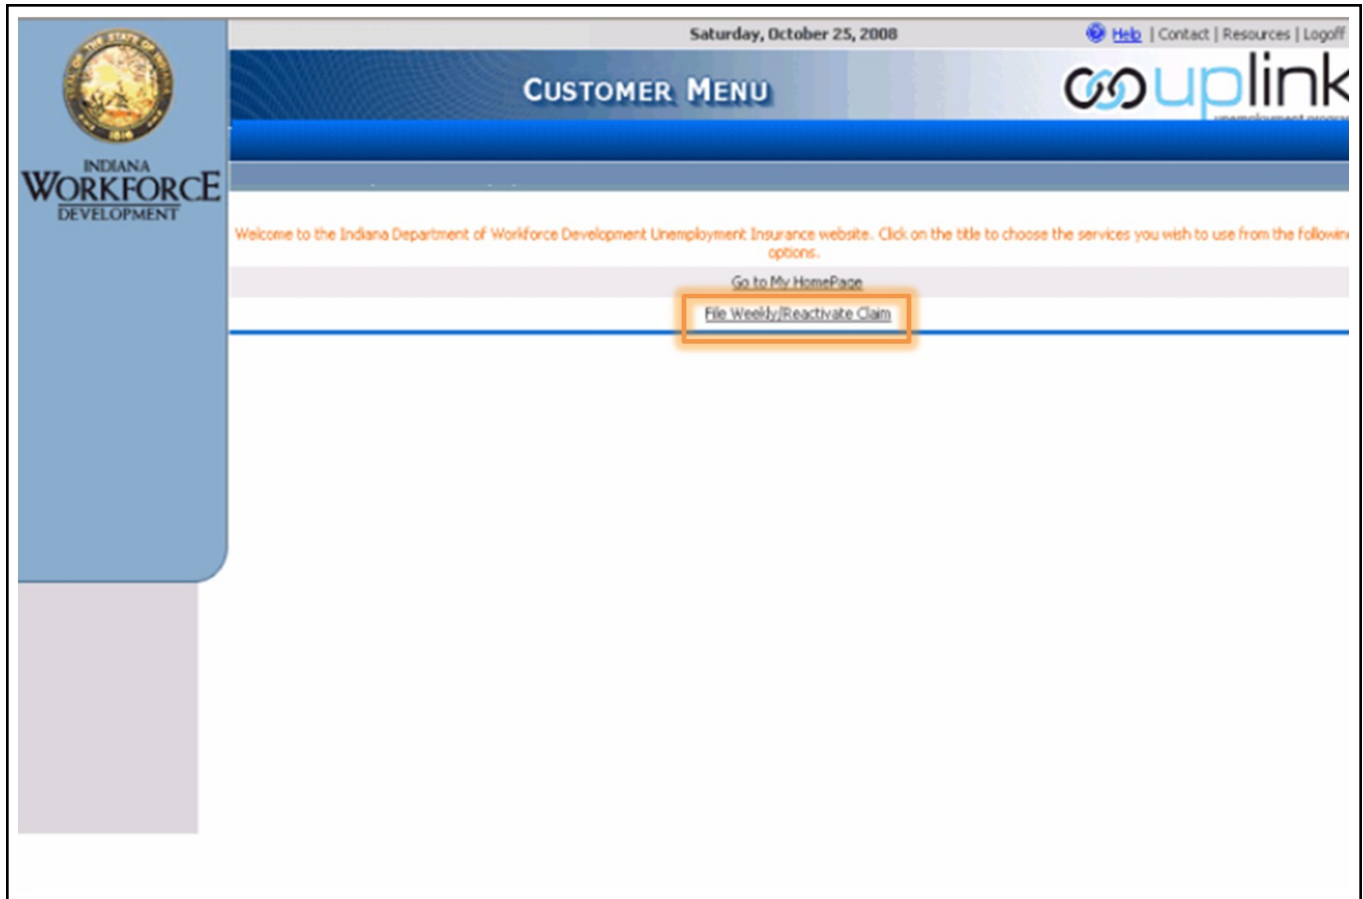 Saturday, October 25, 2008
Help | Contact | Resources | Logoff
CUSTOMER MENU
uplink
INDIANA
WORKFORCE
DEVELOPMENT
1816
Welcome to the Indiana Department of Workforce Development Unemployment Insurance website. Click on the title to choose the services you wish to use from the followin
options.
Go to My HomePage
File Weekly/Reactivate Claim